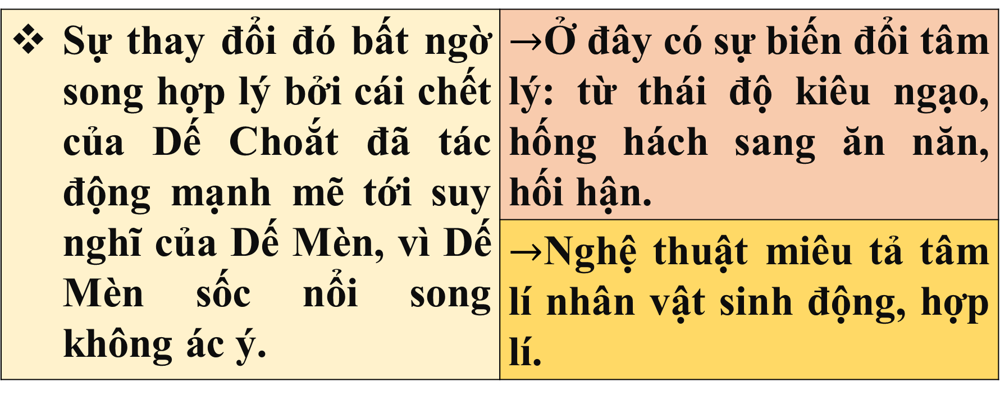 ❖ Sự thay đổi đó bất ngờ
song hợp lý bởi cái chết
của Dế Choắt đã tác
động mạnh mẽ tới suy
nghĩ của Dế Mèn, vì Dế
Mèn sốc nổi song
không ác ý.
→Ở đây có sự biến đổi tâm
lý: từ thái độ kiêu ngạo,
hống hách sang ăn năn,
hối hận.
→Nghệ thuật miêu tả tâm
lí nhân vật sinh động, hợp
lí.